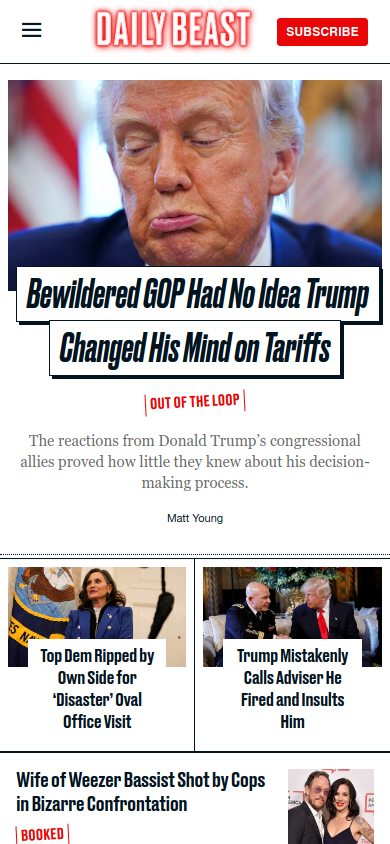 DAILY BEAST
SUBSCRIBE
Bewildered GOP Had No Idea Trump
Changed His Mind on Tariffs
OUT OF THE LOOP
The reactions from Donald Trump’s congressional
allies proved how little they knew about his decision-
making process.
Matt Young
Top Dem Ripped by
Own Side for
‘Disaster’ Oval
Office Visit
Trump Mistakenly
Calls Adviser He
Fired and Insults
Him
Wife of Weezer Bassist Shot by Cops
in Bizarre Confrontation
BOOKED